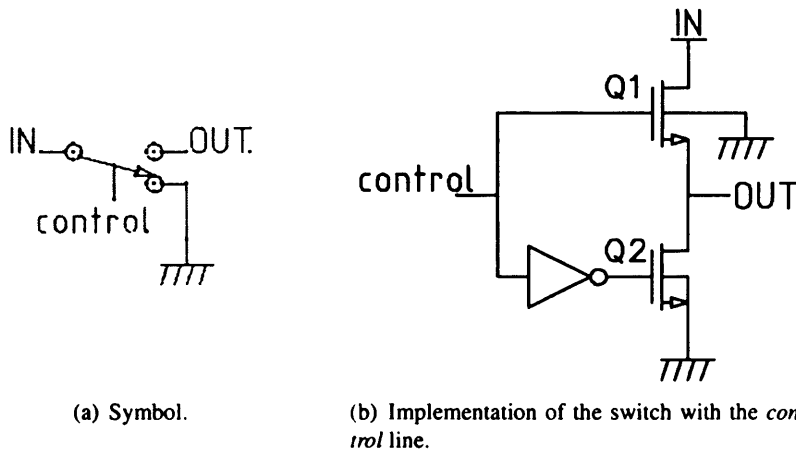 IN
OUT.
control
(a) Symbol.
IN
Q1
control
OUT
Q2
(b) Implementation of the switch with the con
trol line.